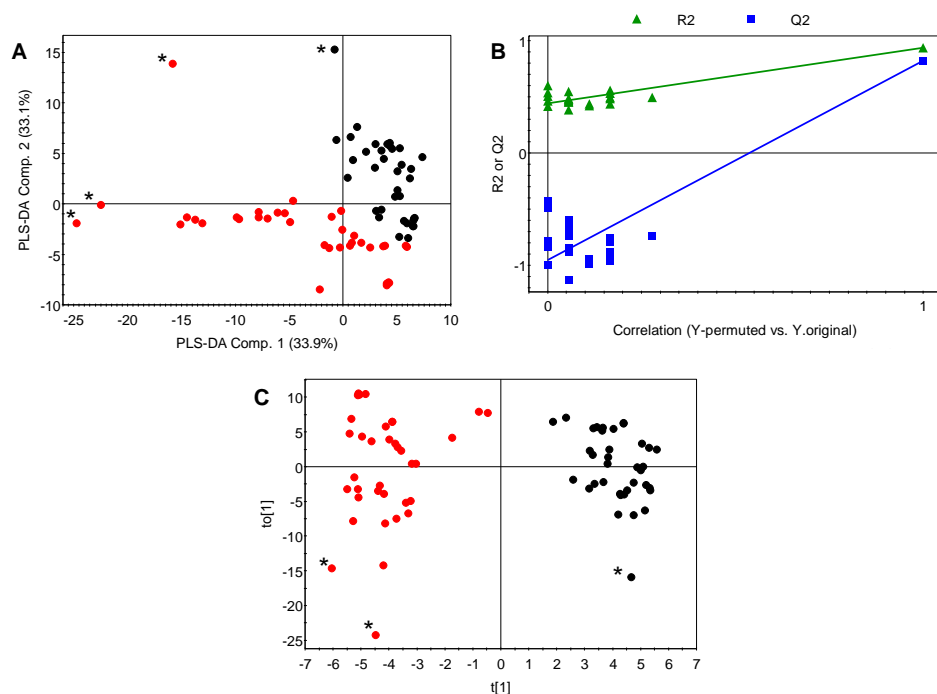 R2 Q2
A
*
*
*
*
15
10
5
0
-5
-10
PLS-DA Comp. 2 (33.1%)
-25 -20 -15 -10 -5 0 5 10
PLS-DA Comp. 1 (33.9%)
B
1
0
-1
R2 or Q2
0 1
Correlation (Y-permuted vs. Y.original)
C
*
*
*
10
5
0
-5
-10
-15
-20
-25
to[1]
-7 -6 -5 -4 -3 -2 -1 0 1 2 3 4 5 6 7
t[1]